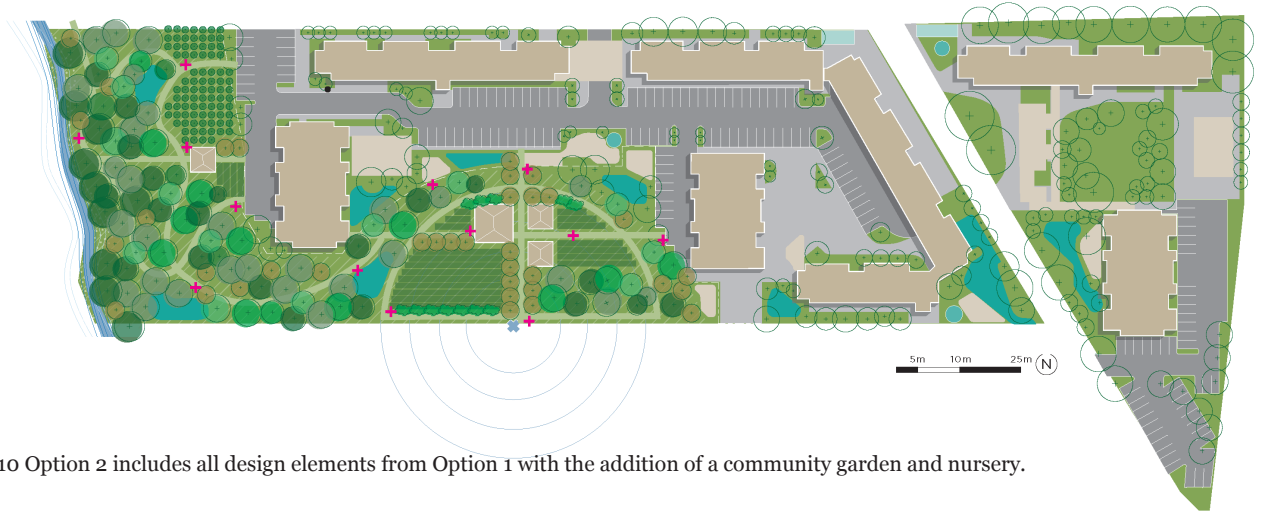 5m 10m 25m N
10 Option 2 includes all design elements from Option 1 with the addition of a community garden and nursery.